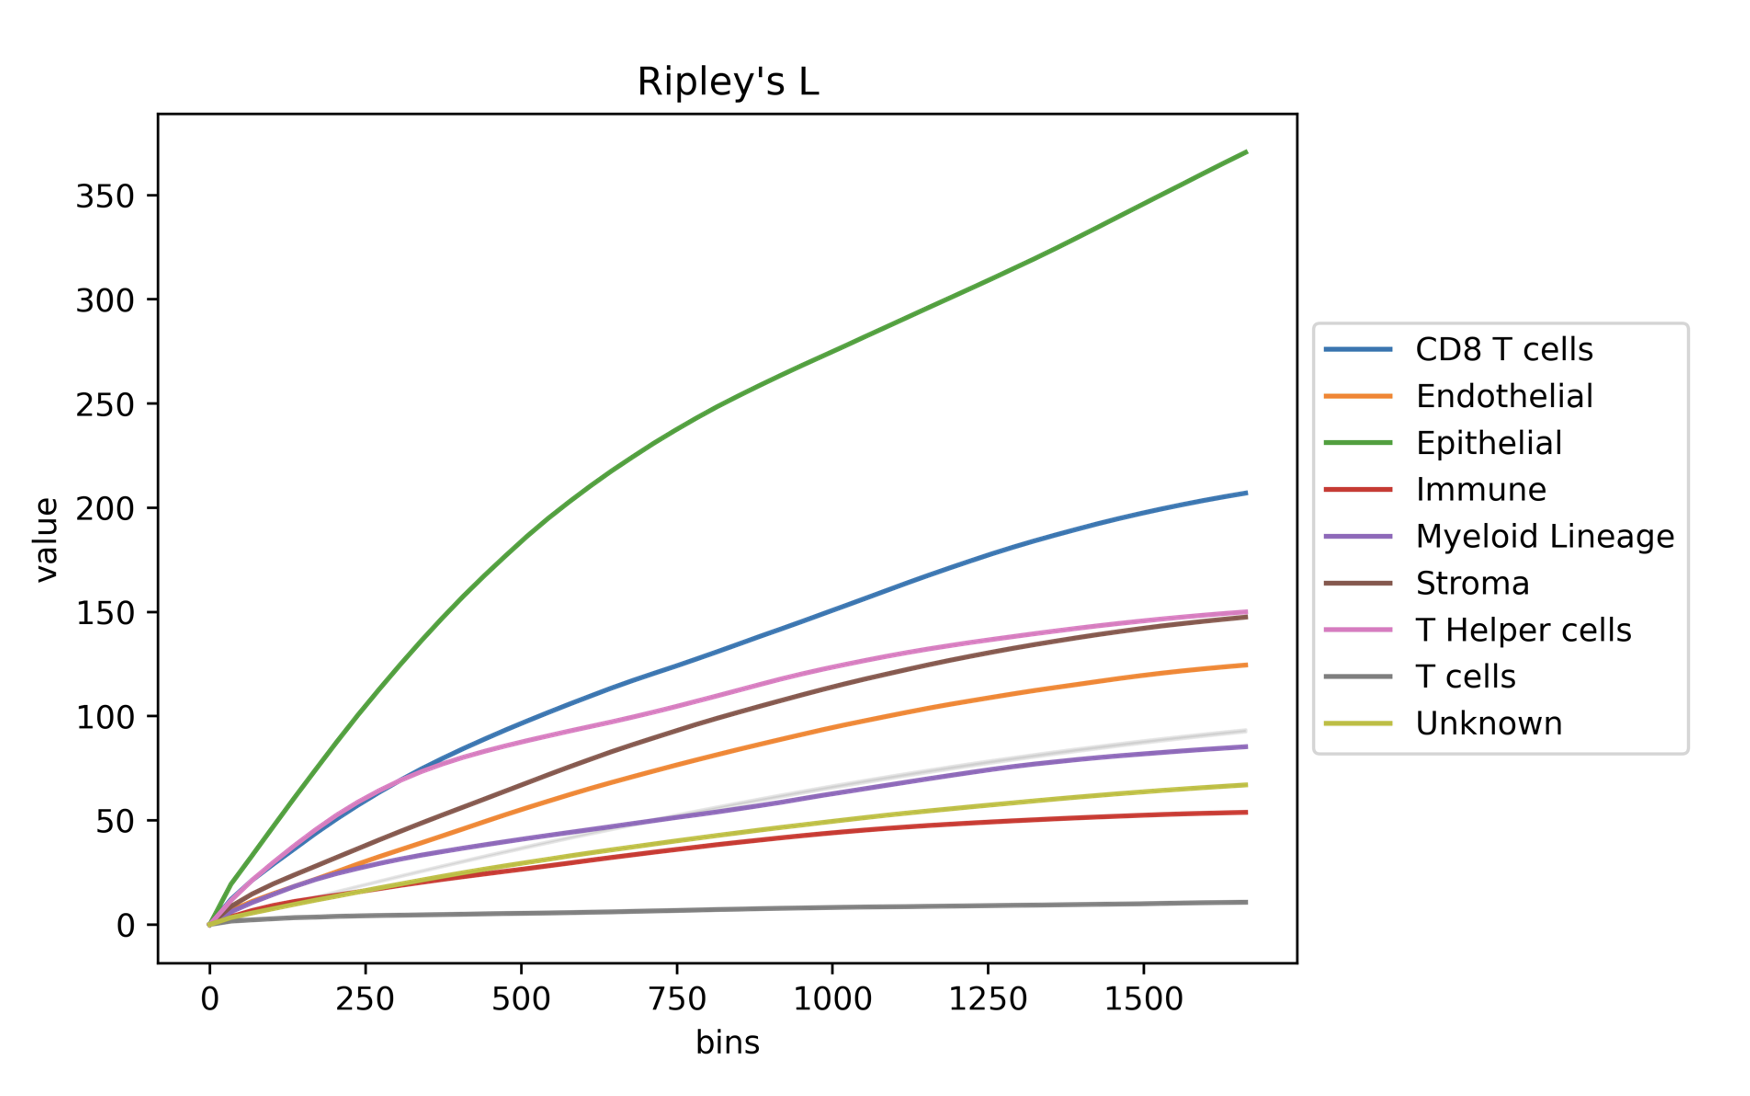 Ripley's L
value
350
300
250
200
150
100
50
0
0 250 500 750 1000 1250 1500
bins
CD8 T cells
Endothelial
Epithelial
Immune
Myeloid Lineage
Stroma
T Helper cells
T cells
Unknown